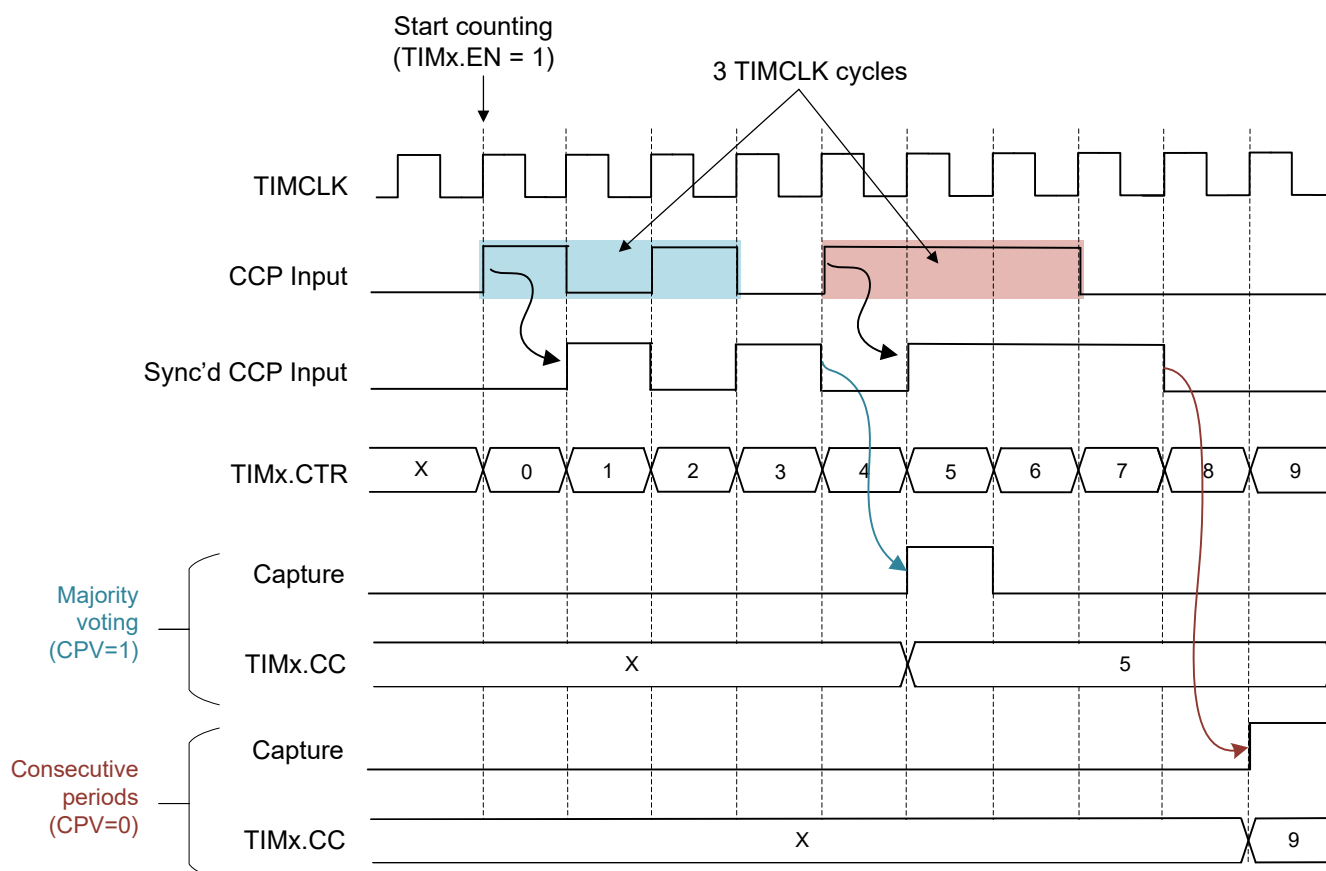 Start counting
(TIMx.EN = 1)
3 TIMCLK cycles
TIMCLK
CCP Input
Sync'd CCP Input
TIMx.CTR
X 0 1 2 3 4 5 6 7 8 9
Majority
voting
(CPV=1)
Capture
TIMx.CC
X 5
Consecutive
periods
(CPV=0)
Capture
TIMx.CC
X 9